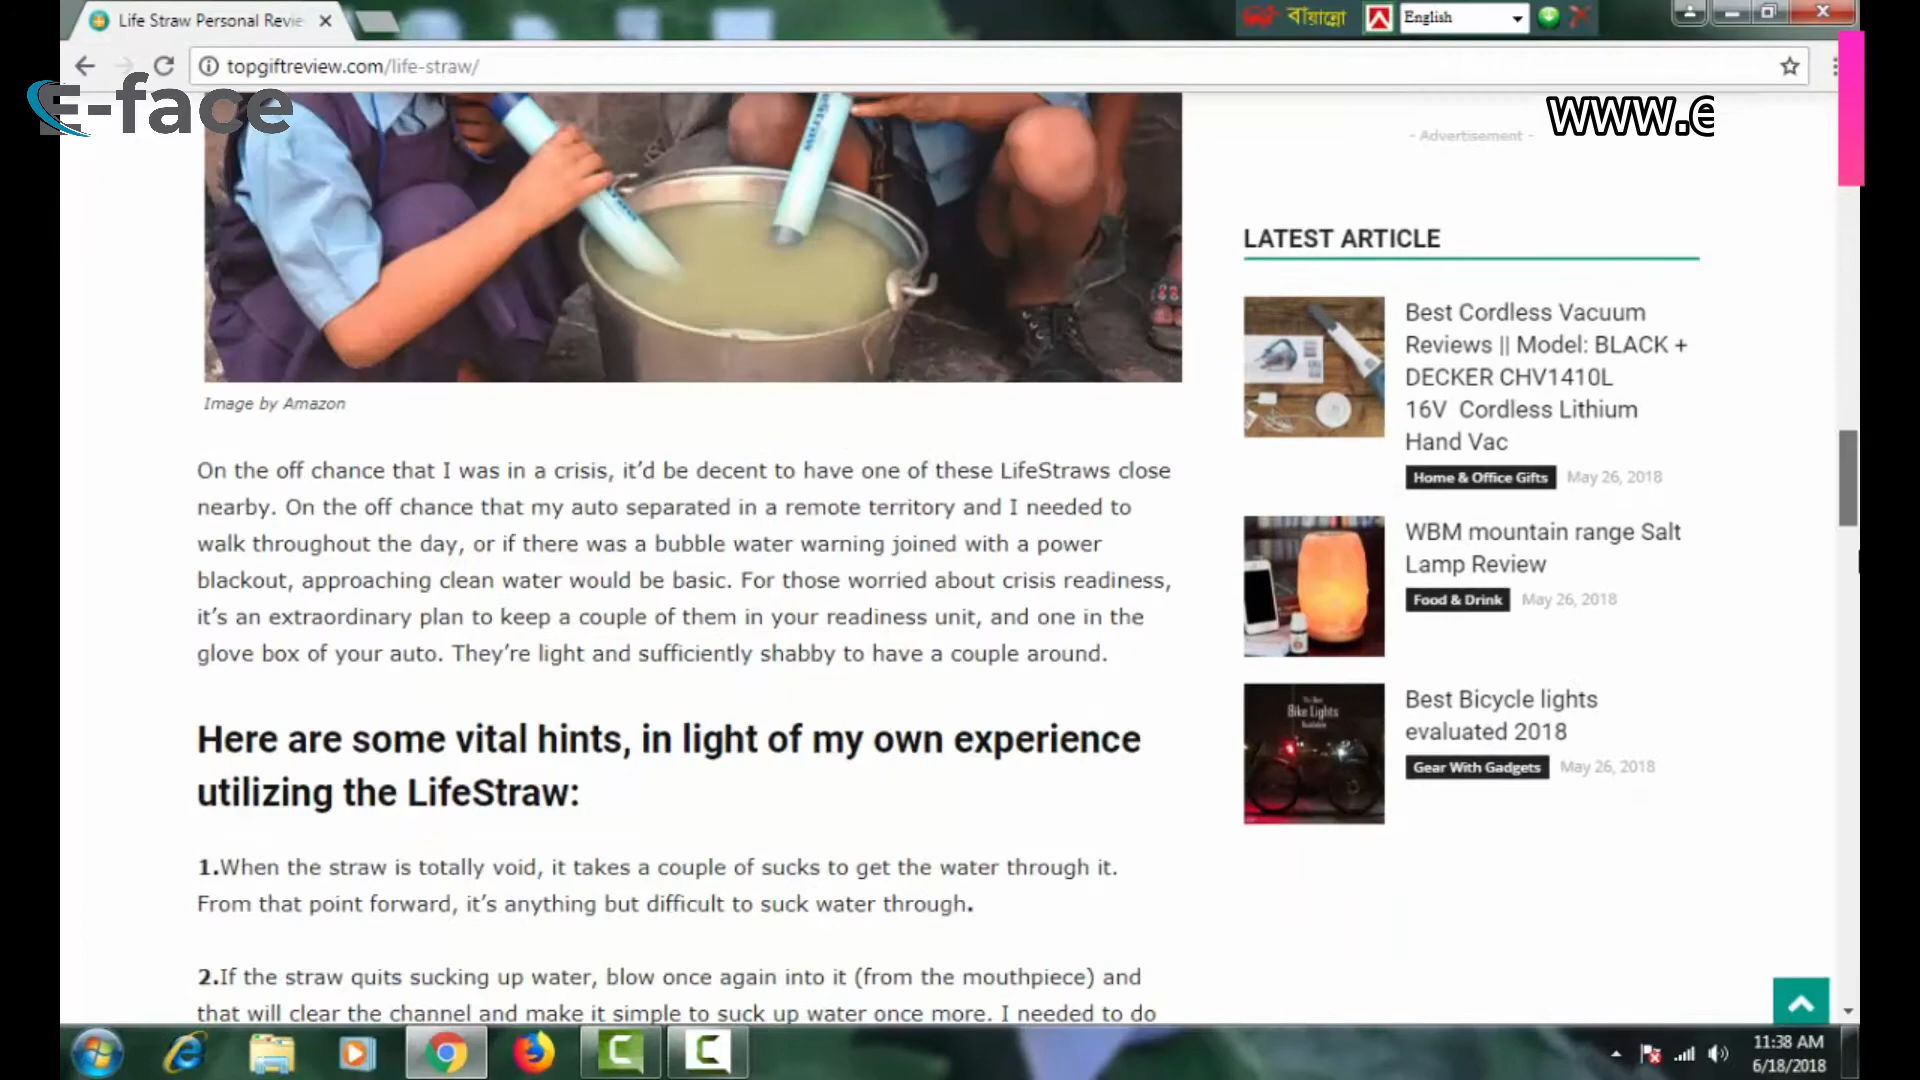 Life Straw Personal Revie
বায়ান্নো
English
topgiftreview.com/life-straw/
E-face
www.e
- Advertisement -
LATEST ARTICLE
Best Cordless Vacuum
Reviews || Model: BLACK +
DECKER CHV1410L
16V Cordless Lithium
Hand Vac
Home & Office Gifts May 26, 2018
WBM mountain range Salt
Lamp Review
Food & Drink May 26, 2018
Bike Lights
Best Bicycle lights
evaluated 2018
Gear With Gadgets May 26, 2018
Image by Amazon
On the off chance that I was in a crisis, it'd be decent to have one of these LifeStraws close
nearby. On the off chance that my auto separated in a remote territory and I needed to
walk throughout the day, or if there was a bubble water warning joined with a power
blackout, approaching clean water would be basic. For those worried about crisis readiness,
it's an extraordinary plan to keep a couple of them in your readiness unit, and one in the
glove box of your auto. They're light and sufficiently shabby to have a couple around.
Here are some vital hints, in light of my own experience
utilizing the LifeStraw:
1.When the straw is totally void, it takes a couple of sucks to get the water through it.
From that point forward, it's anything but difficult to suck water through.
2.If the straw quits sucking up water, blow once again into it (from the mouthpiece) and
that will clear the channel and make it simple to suck up water once more. I needed to do
11:38 AM
6/18/2018